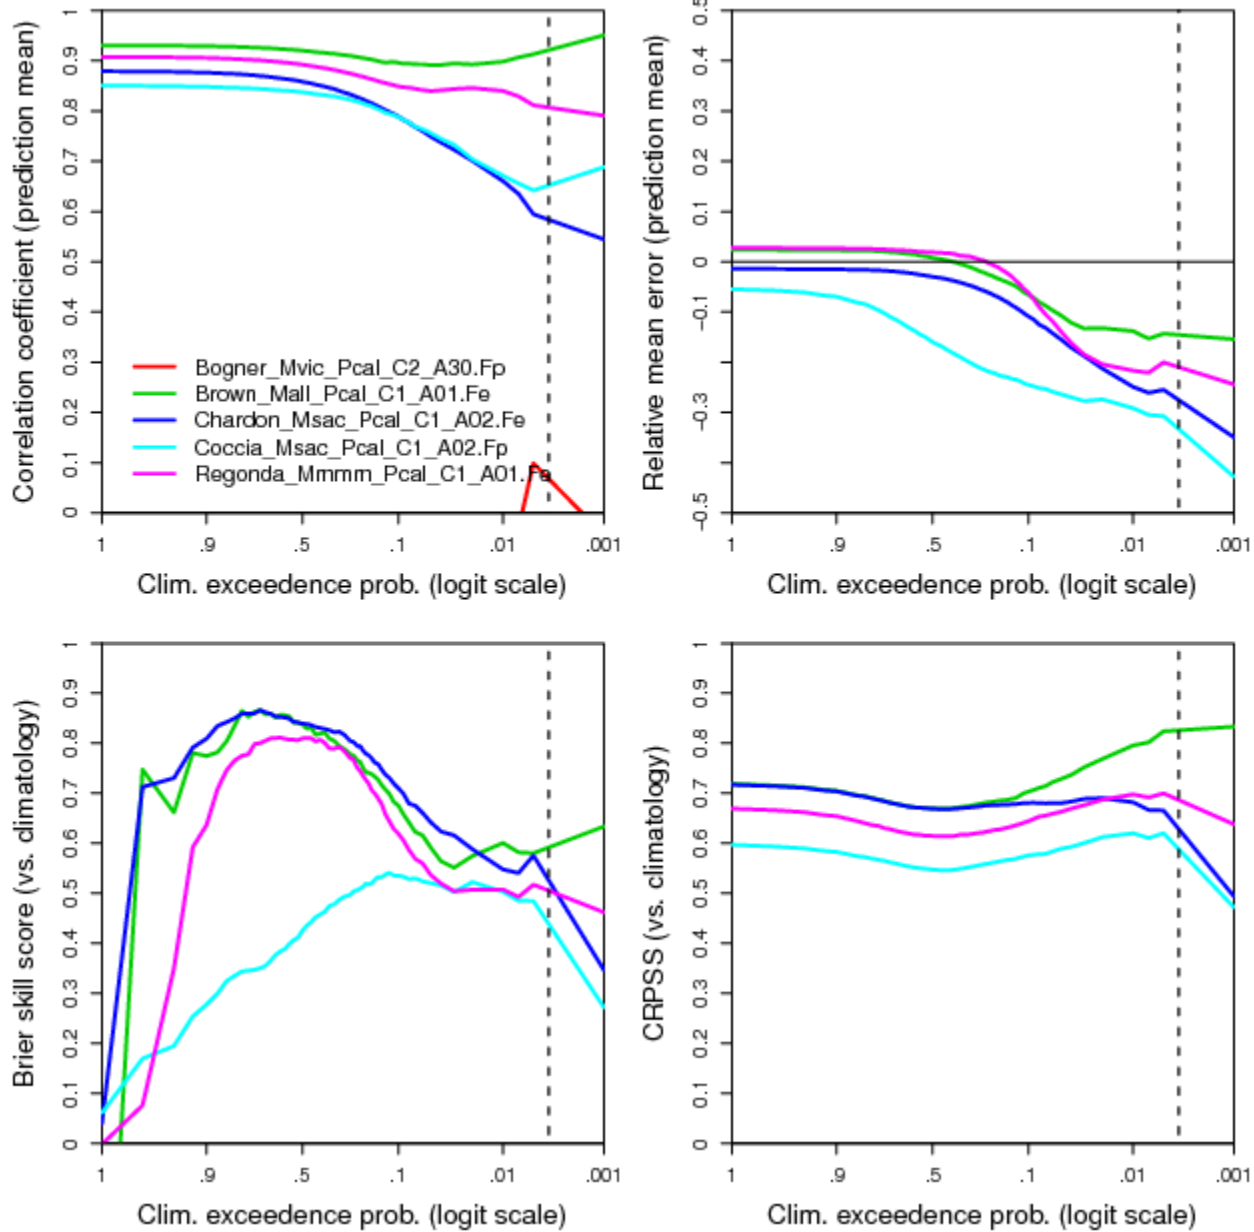 Correlation coefficient (prediction mean)
1
0.9
0.8
0.7
0.6
0.5
0.4
0.3
0.2
0.1
0
Bogner_Mvic_Pcal_C2_A30.Fp
Brown_Mall_Pcal_C1_A01.Fe
Chardon_Msac_Pcal_C1_A02.Fe
Coccia_Msac_Pcal_C1_A02.Fp
Regonda_Mmmm_Pcal_C1_A01.Fe
1 .9 .5 .1 .01 .001
Clim. exceedence prob. (logit scale)
Relative mean error (prediction mean)
0.5
0.4
0.3
0.2
0.1
0
−0.1
−0.3
−0.5
1 .9 .5 .1 .01 .001
Clim. exceedence prob. (logit scale)
Brier skill score (vs. climatology)
1
0.9
0.8
0.7
0.6
0.5
0.4
0.3
0.2
0.1
0
1 .9 .5 .1 .01 .001
Clim. exceedence prob. (logit scale)
CRPSS (vs. climatology)
1
0.9
0.8
0.7
0.6
0.5
0.4
0.3
0.2
0.1
0
1 .9 .5 .1 .01 .001
Clim. exceedence prob. (logit scale)